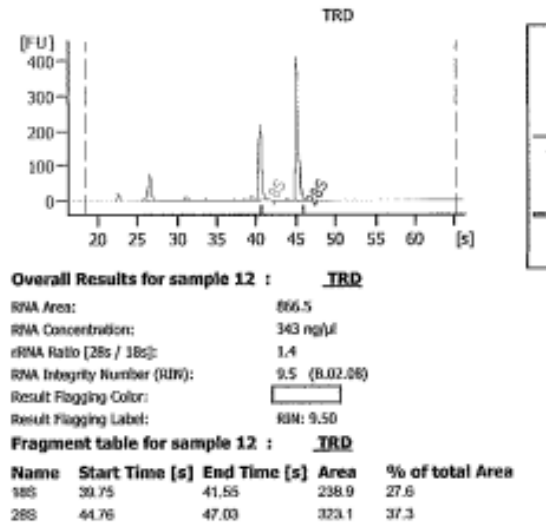 TRD
[FU]
400
300
200
100
0
18S
28S
20 25 30 35 40 45 50 55 60 [s]
Overall Results for sample 12 : TRD
RNA Area: 866.5
RNA Concentration: 343 ng/µl
rRNA Ratio [28s / 18s]: 1.4
RNA Integrity Number (RIN): 9.5 (B.02.08)
Result Flagging Color:
Result Flagging Label: RIN: 9.50
Fragment table for sample 12 : TRD
Name Start Time [s] End Time [s] Area % of total Area
18S 39.75 41.55 238.9 27.6
28S 44.76 47.03 323.1 37.3